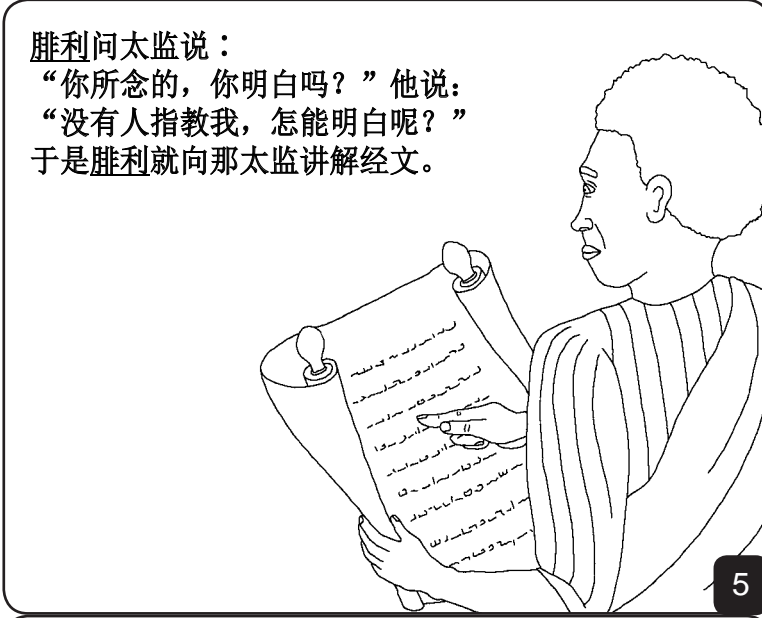 腓利问太监说：
“你所念的，你明白吗？”他说：
“没有人指教我，怎能明白呢？”
于是腓利就向那太监讲解经文。
5